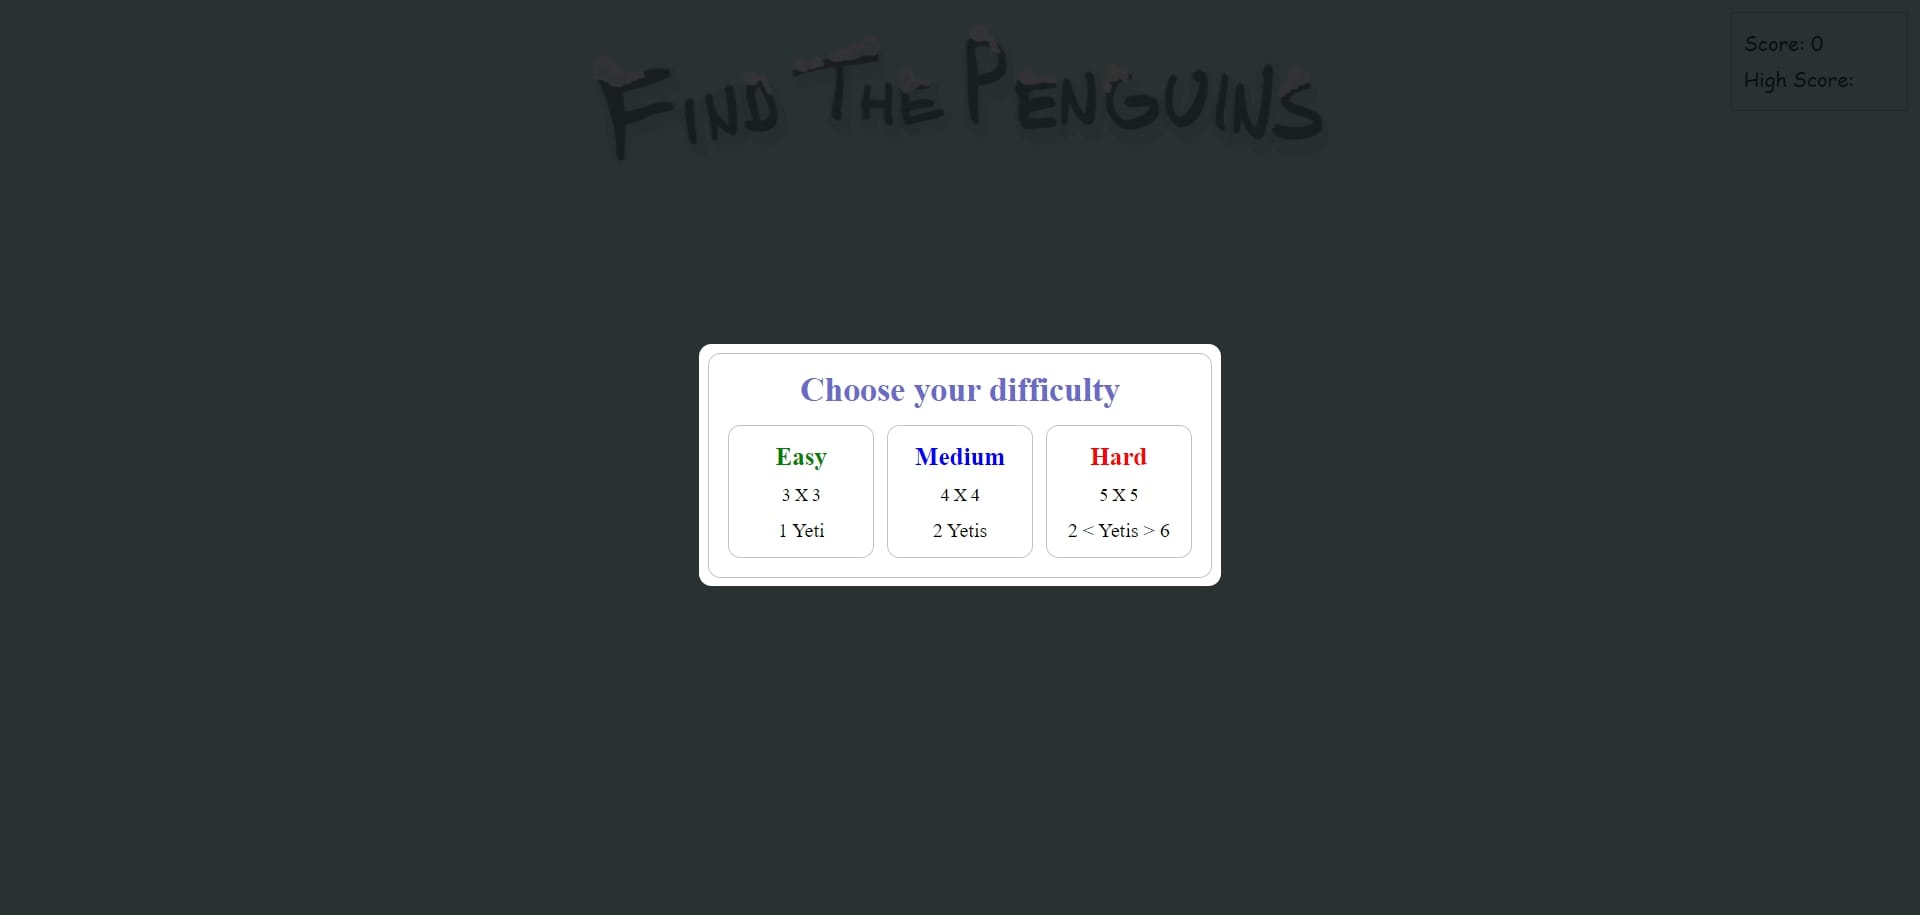 Find The Penguins
Score: 0
High Score:
Choose your difficulty
Easy
3 X 3
1 Yeti
Medium
4 X 4
2 Yetis
Hard
5 X 5
2 < Yetis > 6